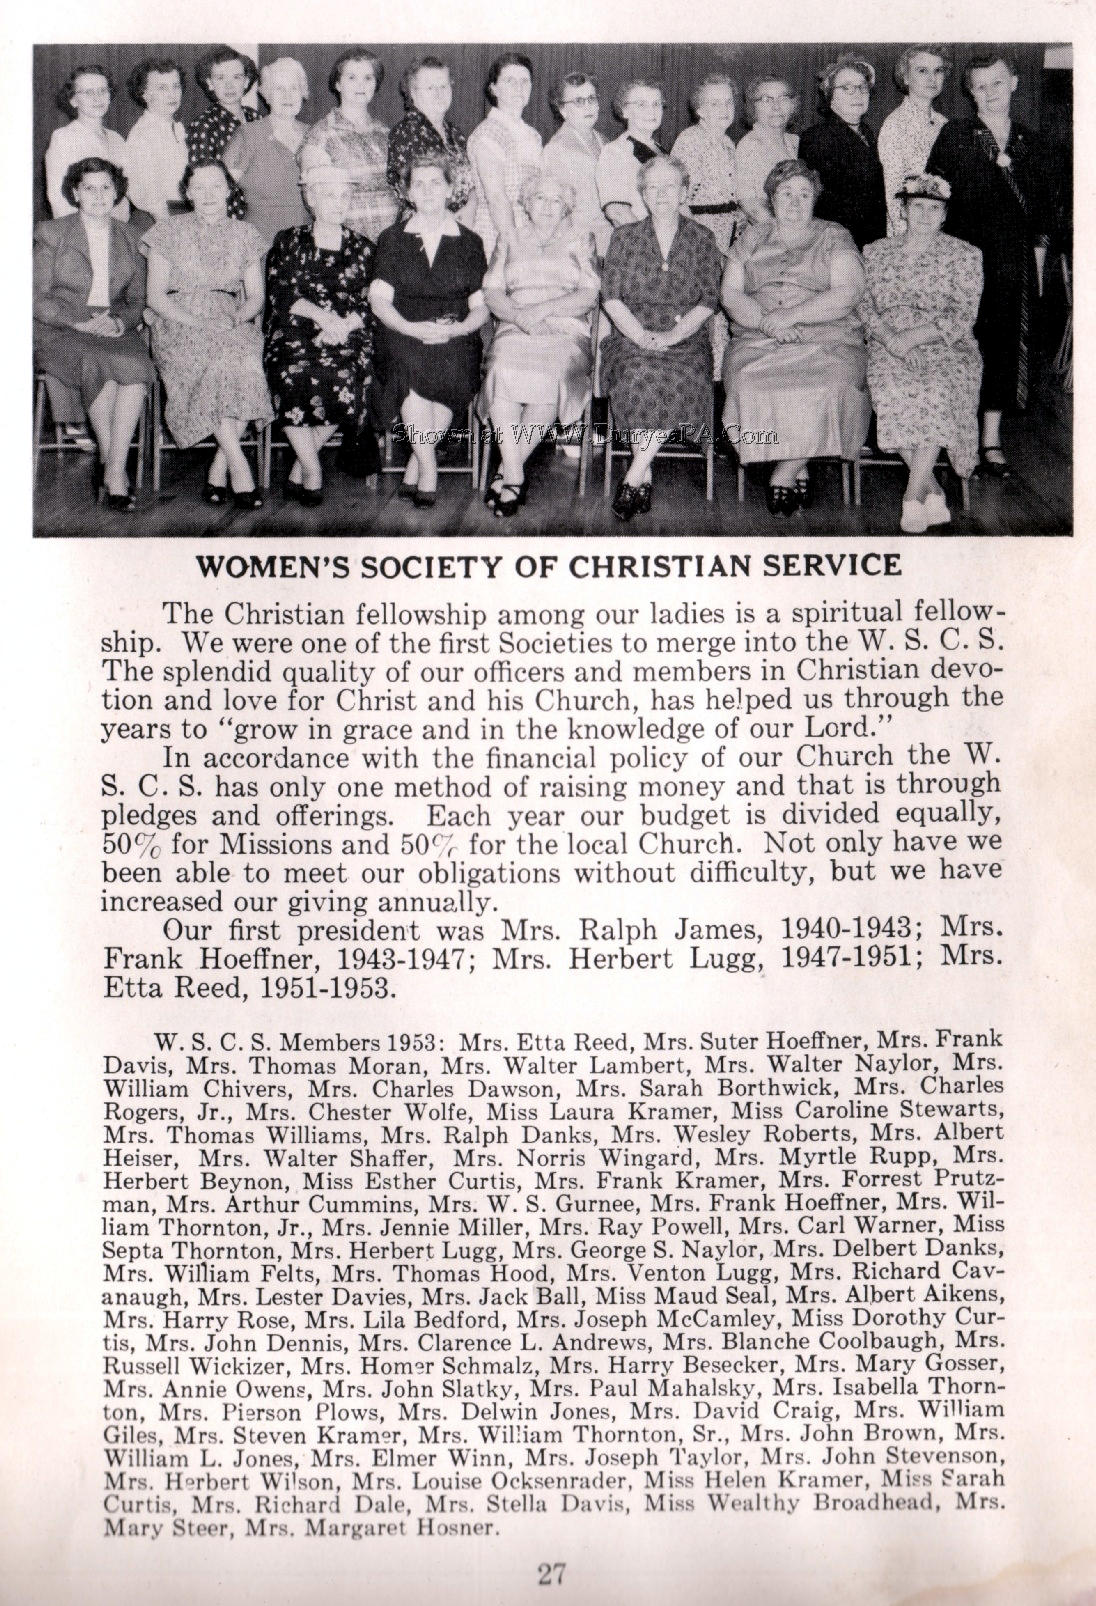 Shown at WWW.DuryeaPA.Com
WOMEN'S SOCIETY OF CHRISTIAN SERVICE
The Christian fellowship among our ladies is a spiritual fellow-
ship. We were one of the first Societies to merge into the W. S. C. S.
The splendid quality of our officers and members in Christian devo-
tion and love for Christ and his Church, has helped us through the
years to "grow in grace and in the knowledge of our Lord."
In accordance with the financial policy of our Church the W.
S. C. S. has only one method of raising money and that is through
pledges and offerings. Each year our budget is divided equally,
50% for Missions and 50% for the local Church. Not only have we
been able to meet our obligations without difficulty, but we have
increased our giving annually.
Our first president was Mrs. Ralph James, 1940-1943; Mrs.
Frank Hoeffner, 1943-1947; Mrs. Herbert Lugg, 1947-1951; Mrs.
Etta Reed, 1951-1953.
W. S. C. S. Members 1953: Mrs. Etta Reed, Mrs. Suter Hoeffner, Mrs. Frank
Davis, Mrs. Thomas Moran, Mrs. Walter Lambert, Mrs. Walter Naylor, Mrs.
William Chivers, Mrs. Charles Dawson, Mrs. Sarah Borthwick, Mrs. Charles
Rogers, Jr., Mrs. Chester Wolfe, Miss Laura Kramer, Miss Caroline Stewarts,
Mrs. Thomas Williams, Mrs. Ralph Danks, Mrs. Wesley Roberts, Mrs. Albert
Heiser, Mrs. Walter Shaffer, Mrs. Norris Wingard, Mrs. Myrtle Rupp, Mrs.
Herbert Beynon, Miss Esther Curtis, Mrs. Frank Kramer, Mrs. Forrest Prutz-
man, Mrs. Arthur Cummins, Mrs. W. S. Gurnee, Mrs. Frank Hoeffner, Mrs. Wil-
liam Thornton, Jr., Mrs. Jennie Miller, Mrs. Ray Powell, Mrs. Carl Warner, Miss
Septa Thornton, Mrs. Herbert Lugg, Mrs. George S. Naylor, Mrs. Delbert Danks,
Mrs. William Felts, Mrs. Thomas Hood, Mrs. Venton Lugg, Mrs. Richard Cav-
anaugh, Mrs. Lester Davies, Mrs. Jack Ball, Miss Maud Seal, Mrs. Albert Aikens,
Mrs. Harry Rose, Mrs. Lila Bedford, Mrs. Joseph McCamley, Miss Dorothy Cur-
tis, Mrs. John Dennis, Mrs. Clarence L. Andrews, Mrs. Blanche Coolbaugh, Mrs.
Russell Wickizer, Mrs. Homer Schmalz, Mrs. Harry Besecker, Mrs. Mary Gosser,
Mrs. Annie Owens, Mrs. John Slatky, Mrs. Paul Mahalsky, Mrs. Isabella Thorn-
ton, Mrs. Pierson Plows, Mrs. Delwin Jones, Mrs. David Craig, Mrs. William
Giles, Mrs. Steven Kramer, Mrs. William Thornton, Sr., Mrs. John Brown, Mrs.
William L. Jones, Mrs. Elmer Winn, Mrs. Joseph Taylor, Mrs. John Stevenson,
Mrs. Herbert Wilson, Mrs. Louise Ocksenrader, Miss Helen Kramer, Miss Sarah
Curtis, Mrs. Richard Dale, Mrs. Stella Davis, Miss Wealthy Broadhead, Mrs.
Mary Steer, Mrs. Margaret Hosner.
27